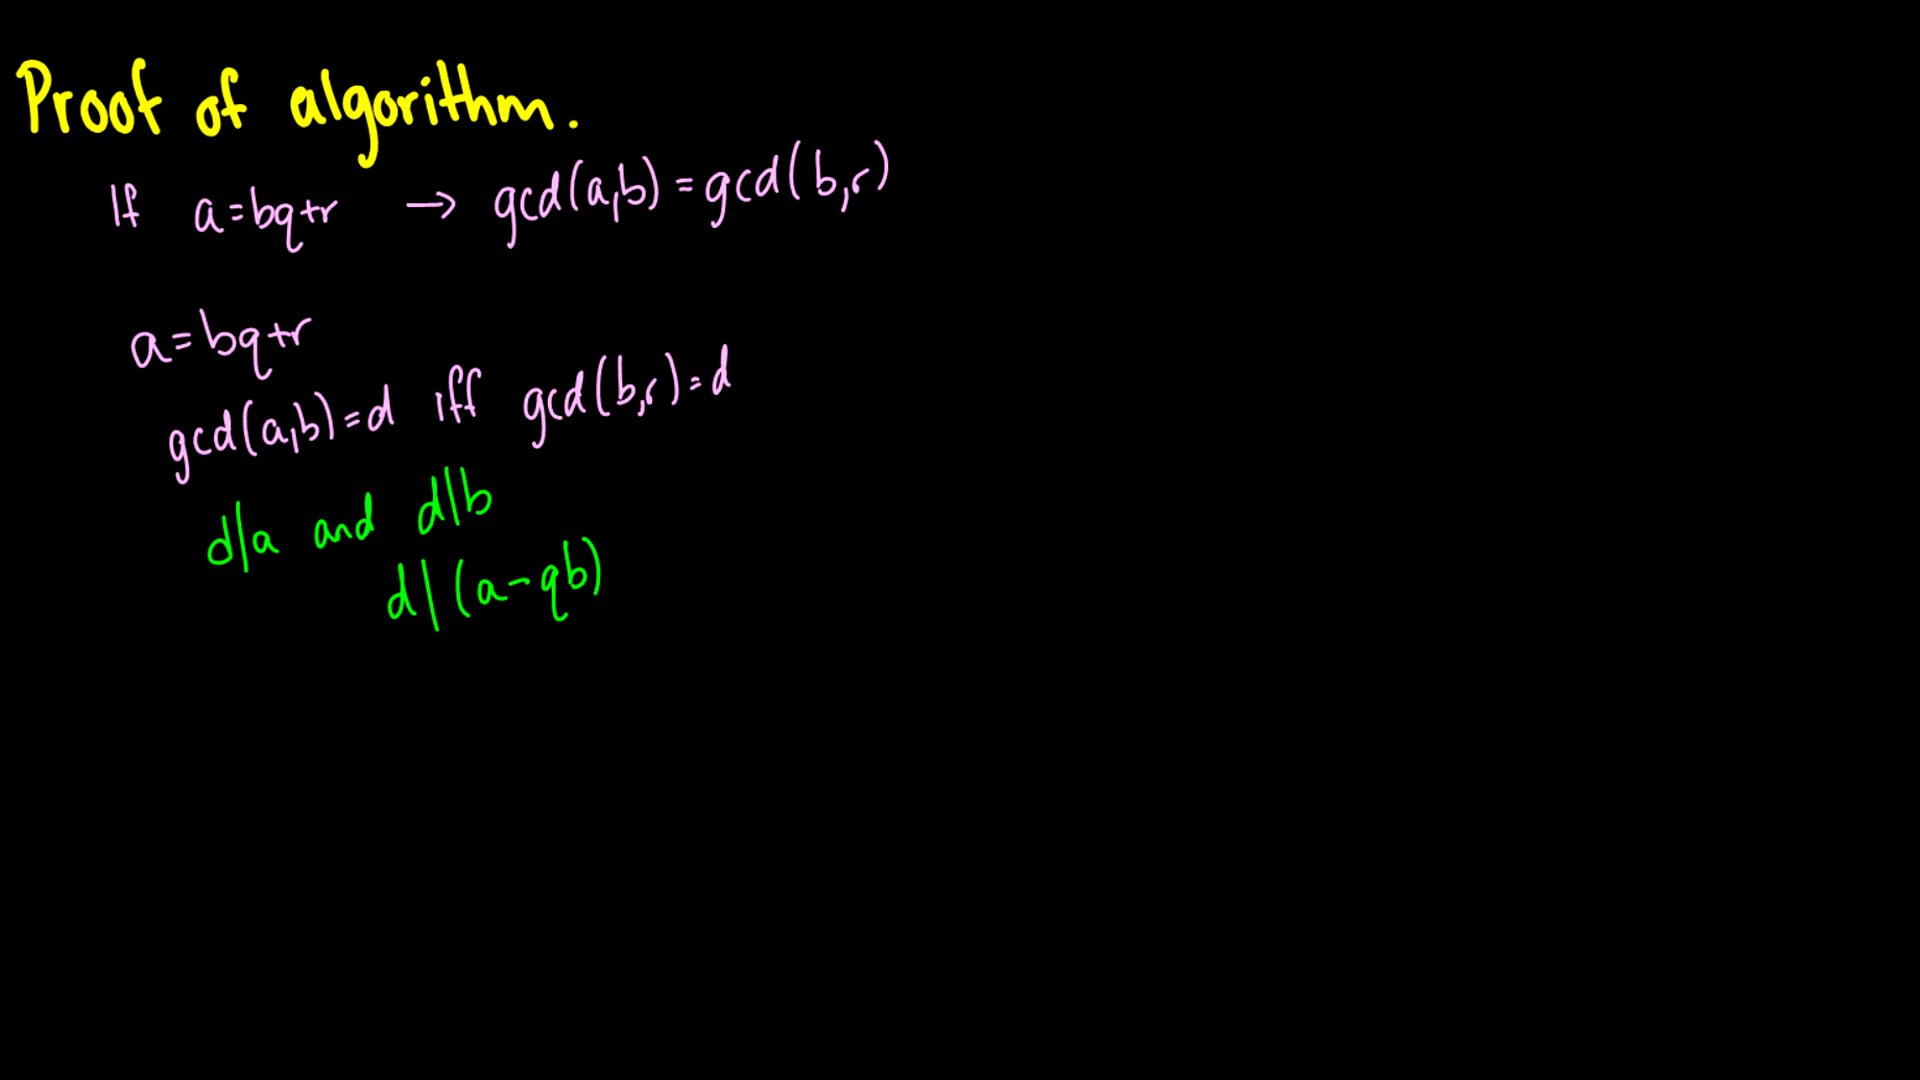 Proof of algorithm.
If a=bq+r → gcd(a,b)=gcd(b,r)
a=bq+r
gcd(a,b)=d iff gcd(b,r)=d
d|a and d|b
d|(a-qb)